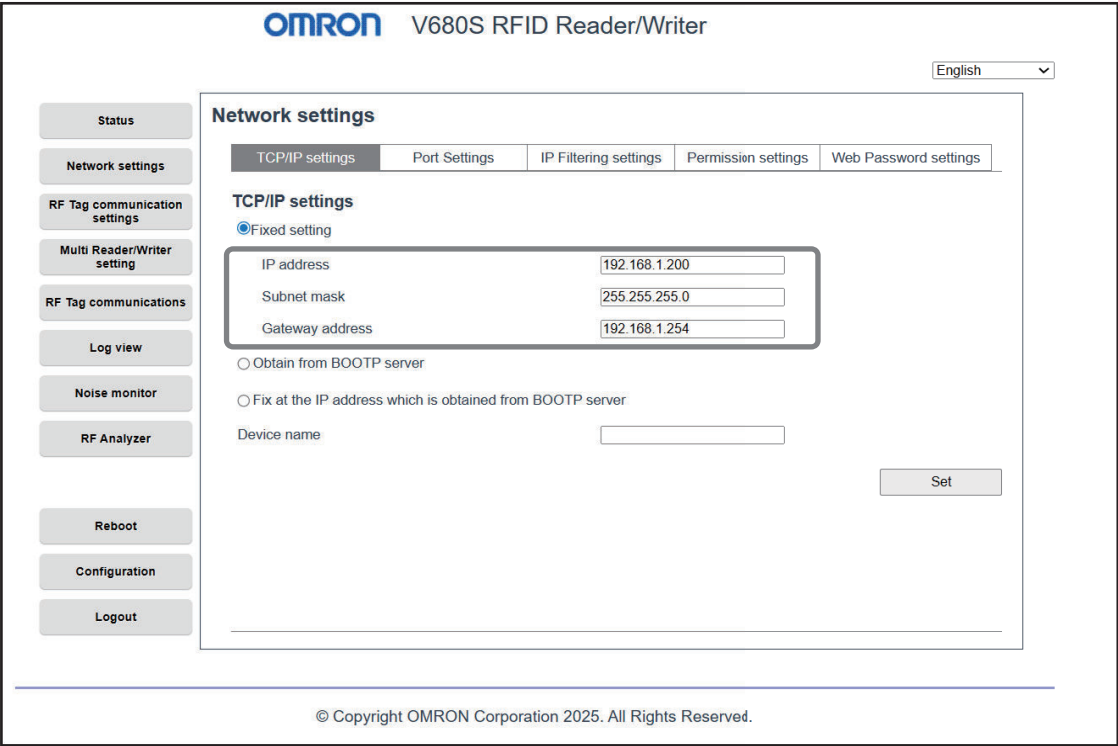 OMRON V680S RFID Reader/Writer
English
Status
Network settings
RF Tag communication
settings
Multi Reader/Writer
setting
RF Tag communications
Log view
Noise monitor
RF Analyzer
Reboot
Configuration
Logout
Network settings
TCP/IP settings Port Settings IP Filtering settings Permission settings Web Password settings
TCP/IP settings
Fixed setting
IP address 192.168.1.200
Subnet mask 255.255.255.0
Gateway address 192.168.1.254
Obtain from BOOTP server
Fix at the IP address which is obtained from BOOTP server
Device name
Set
© Copyright OMRON Corporation 2025. All Rights Reserved.